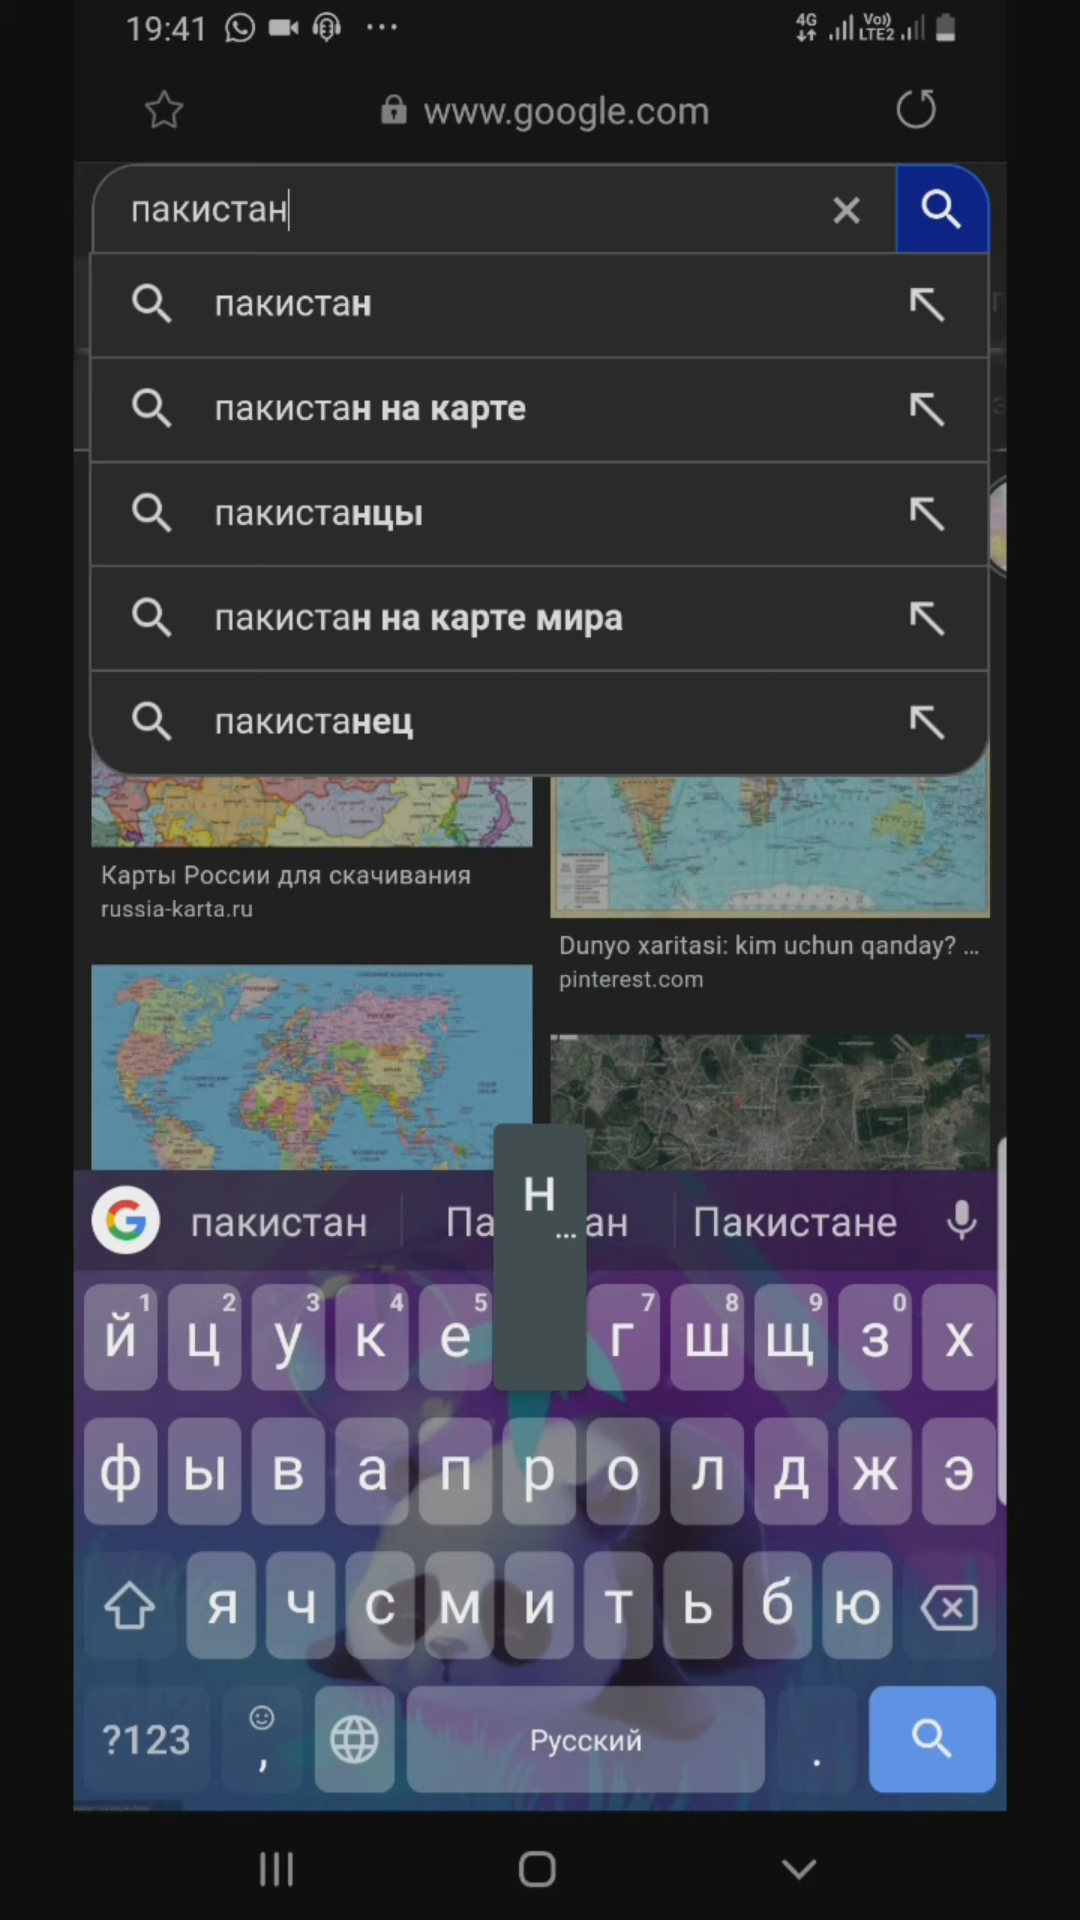 19:41
4G Vo) LTE2
www.google.com
пакистан
пакистан
пакистан на карте
пакистанцы
пакистан на карте мира
пакистанец
Карты России для скачивания
russia-karta.ru
Dunyo xaritasi: kim uchun qanday? ...
pinterest.com
н
...
пакистан Па ан Пакистане
1 2 3 4 5 7 8 9 0
й ц у к е г ш щ з х
ф ы в а п р о л д ж э
я ч с м и т ь б ю
?123 , Русский .